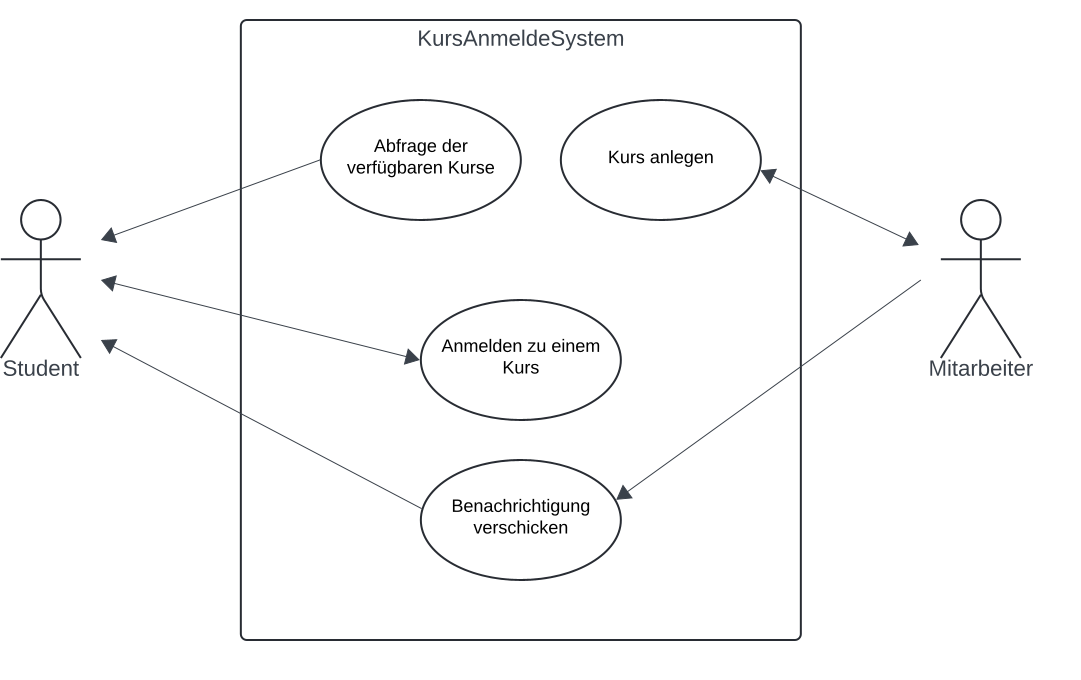 KursAnmeldeSystem
Abfrage der
verfügbaren Kurse
Kurs anlegen
Student
Anmelden zu einem
Kurs
Mitarbeiter
Benachrichtigung
verschicken